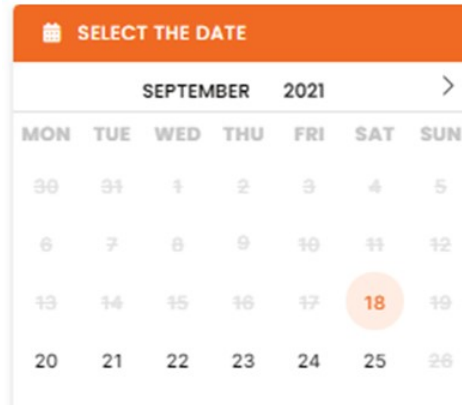 SELECT THE DATE
SEPTEMBER 2021
MON TUE WED THU FRI SAT SUN
30 31 1 2 3 4 5
6 7 8 9 10 11 12
13 14 15 16 17 18 19
20 21 22 23 24 25 26